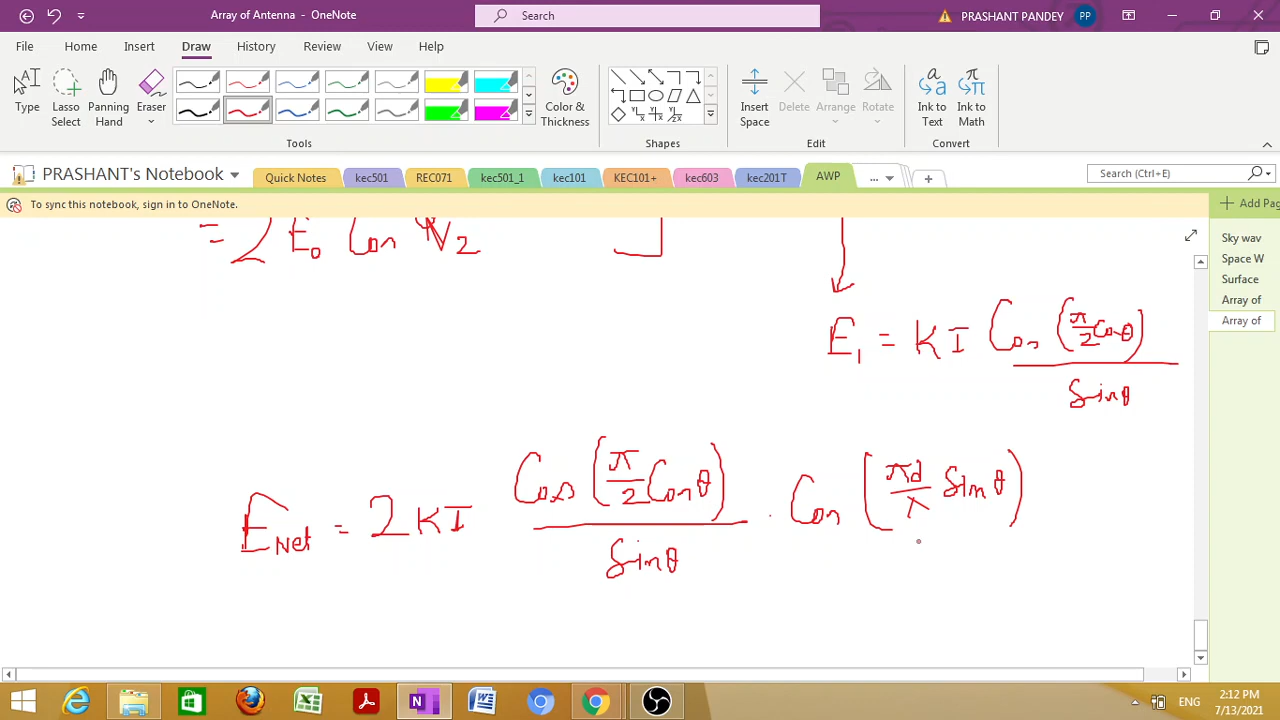 Array of Antenna - OneNote
Search
PRASHANT PANDEY PP
File Home Insert Draw History Review View Help
Type
Lasso Select
Panning Hand
Eraser
Color & Thickness
Insert Space
Delete
Arrange
Rotate
Ink to Text
Ink to Math
Tools Shapes Edit Convert
PRASHANT'S Notebook
Quick Notes kec501 REC071 kec501_1 kec101 KEC101+ kec603 kec201T AWP ... +
Search (Ctrl+E)
To sync this notebook, sign in to OneNote.
Add Pag
Sky wav
Space W
Surface
Array of
Array of
= 2 E₀ Cos Ψ/2
E₁ = KI Cos (π/2 Cosθ) / Sinθ
E_Net = 2KI Cos (π/2 Cosθ) / Sinθ . Cos (πd/λ Sinθ)
ENG
2:12 PM
7/13/2021